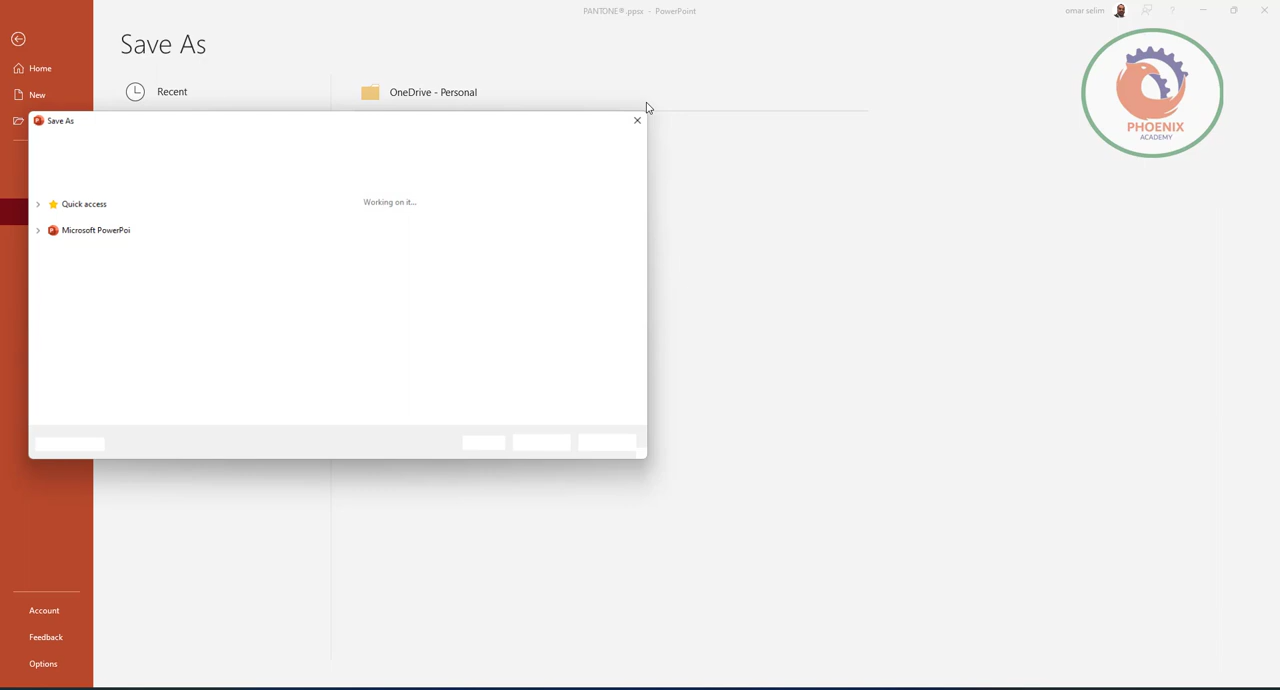 PANTONE®.ppsx - PowerPoint
omar selim
Save As
Home
New
Recent
OneDrive - Personal
Save As
Quick access
Working on it...
Microsoft PowerPoi
Account
Feedback
Options
PHOENIX
ACADEMY